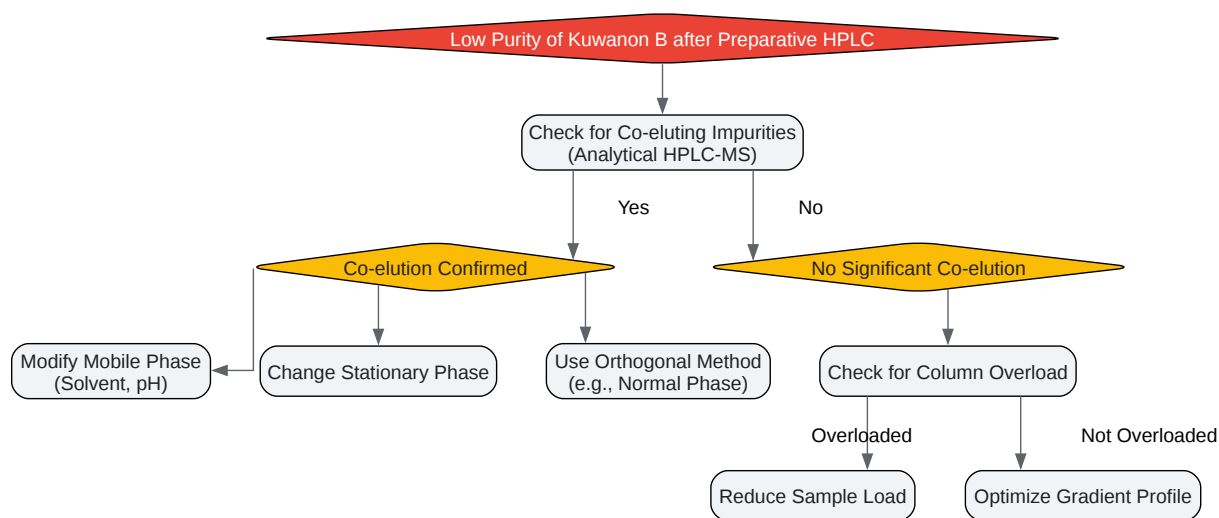 Low Purity of Kuwanon B after Preparative HPLC
Check for Co-eluting Impurities
(Analytical HPLC-MS)
Yes
No
Co-elution Confirmed
No Significant Co-elution
Modify Mobile Phase
(Solvent, pH)
Change Stationary Phase
Use Orthogonal Method
(e.g., Normal Phase)
Check for Column Overload
Overloaded
Not Overloaded
Reduce Sample Load
Optimize Gradient Profile